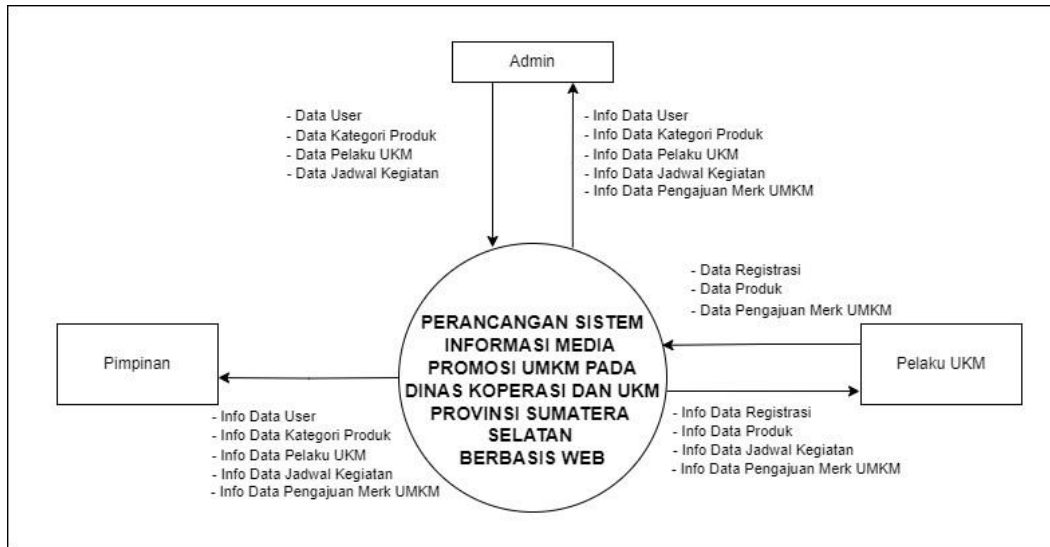 Admin
- Data User
- Data Kategori Produk
- Data Pelaku UKM
- Data Jadwal Kegiatan
- Info Data User
- Info Data Kategori Produk
- Info Data Pelaku UKM
- Info Data Jadwal Kegiatan
- Info Data Pengajuan Merk UMKM
- Data Registrasi
- Data Produk
- Data Pengajuan Merk UMKM
Pimpinan
PERANCANGAN SISTEM
INFORMASI MEDIA
PROMOSI UMKM PADA
DINAS KOPERASI DAN UKM
PROVINSI SUMATERA
SELATAN
BERBASIS WEB
Pelaku UKM
- Info Data User
- Info Data Kategori Produk
- Info Data Pelaku UKM
- Info Data Jadwal Kegiatan
- Info Data Pengajuan Merk UMKM
- Info Data Registrasi
- Info Data Produk
- Info Data Jadwal Kegiatan
- Info Data Pengajuan Merk UMKM